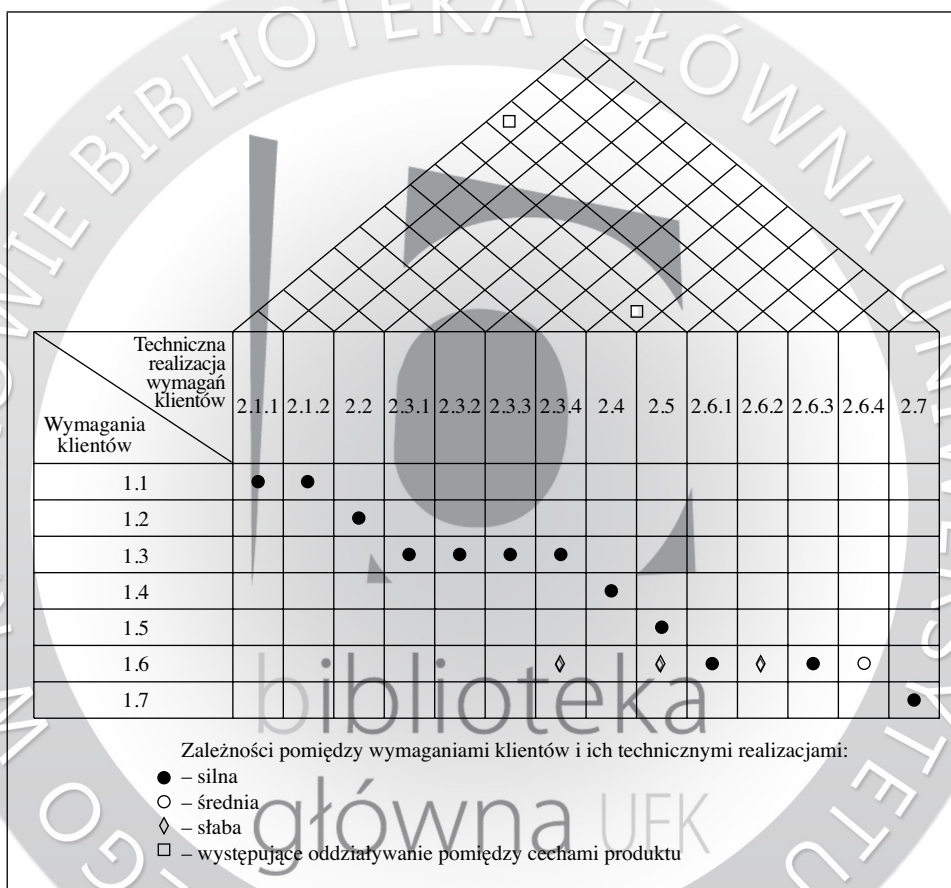 Techniczna
realizacja
wymagań
klientów
Wymagania
klientów
2.1.1 2.1.2 2.2 2.3.1 2.3.2 2.3.3 2.3.4 2.4 2.5 2.6.1 2.6.2 2.6.3 2.6.4 2.7
1.1
1.2
1.3
1.4
1.5
1.6
1.7
Zależności pomiędzy wymaganiami klientów i ich technicznymi realizacjami:
– silna
– średnia
– słaba
– występujące oddziaływanie pomiędzy cechami produktu
biblioteka
główna UEK
BIBLIOTEKA GŁÓWNA